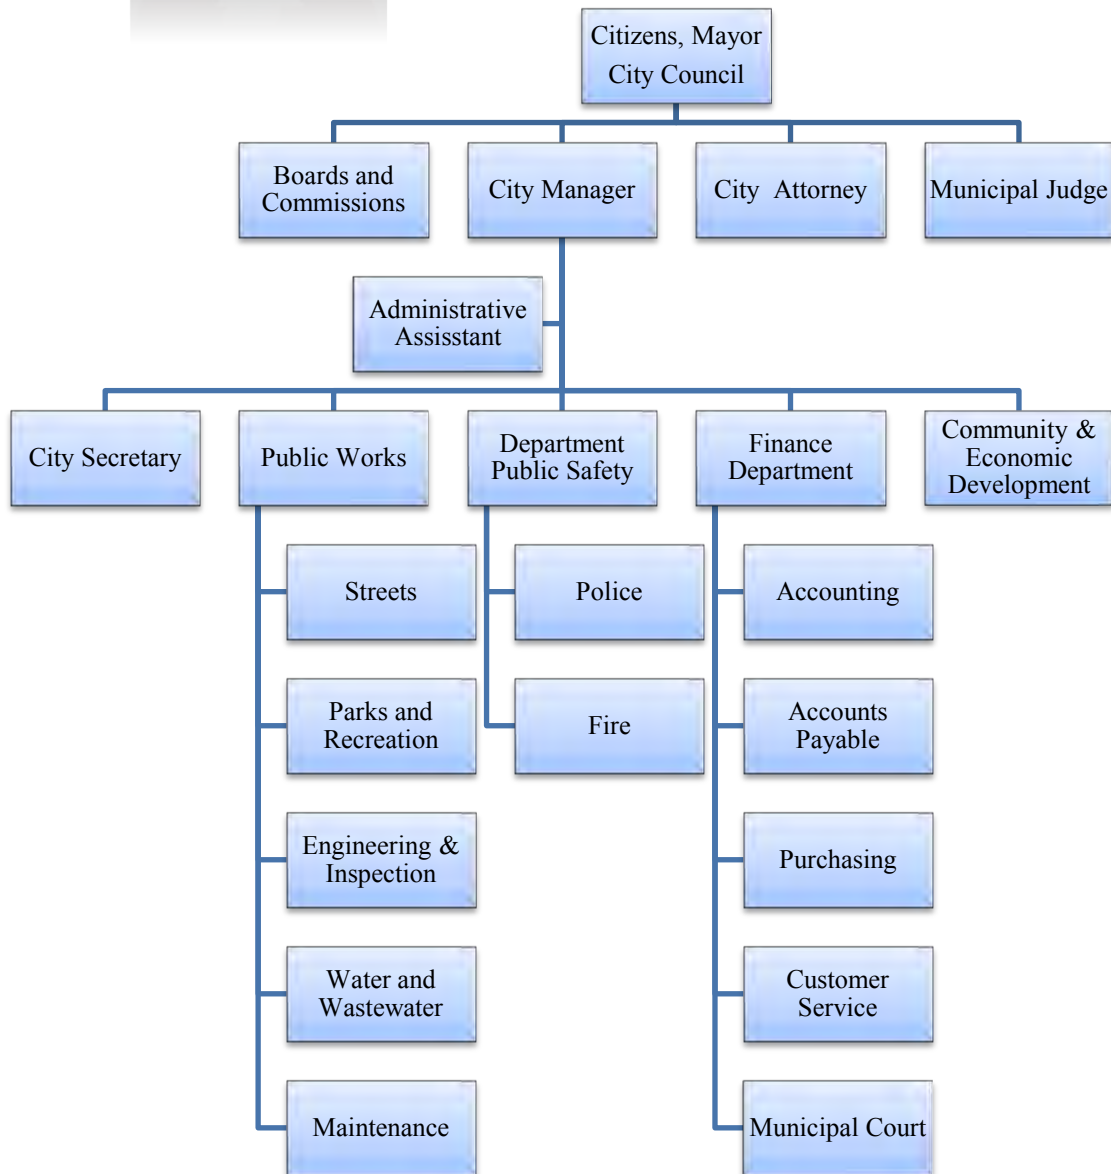 Citizens, Mayor
City Council
Boards and
Commissions
City Manager
City Attorney
Municipal Judge
Administrative
Assisstant
City Secretary
Public Works
Department
Public Safety
Finance
Department
Community &
Economic
Development
Streets
Police
Accounting
Parks and
Recreation
Fire
Accounts
Payable
Engineering &
Inspection
Purchasing
Water and
Wastewater
Customer
Service
Maintenance
Municipal Court